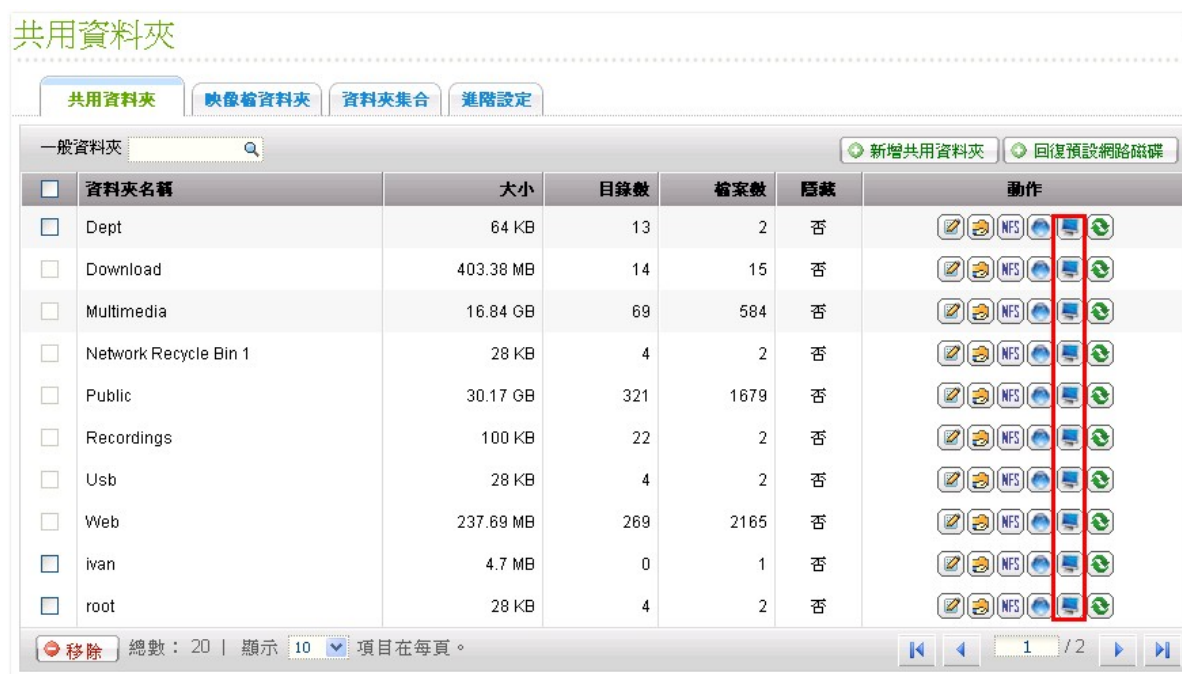 共用資料夾
共用資料夾 映像檔資料夾 資料夾集合 進階設定
一般資料夾 新增共用資料夾 回復預設網路磁碟
資料夾名稱 大小 目錄數 檔案數 隱藏 動作
Dept 64 KB 13 2 否 NFS
Download 403.38 MB 14 15 否 NFS
Multimedia 16.84 GB 69 584 否 NFS
Network Recycle Bin 1 28 KB 4 2 否 NFS
Public 30.17 GB 321 1679 否 NFS
Recordings 100 KB 22 2 否 NFS
Usb 28 KB 4 2 否 NFS
Web 237.69 MB 269 2165 否 NFS
ivan 4.7 MB 0 1 否 NFS
root 28 KB 4 2 否 NFS
移除 總數： 20 | 顯示 10 項目在每頁。 1 / 2